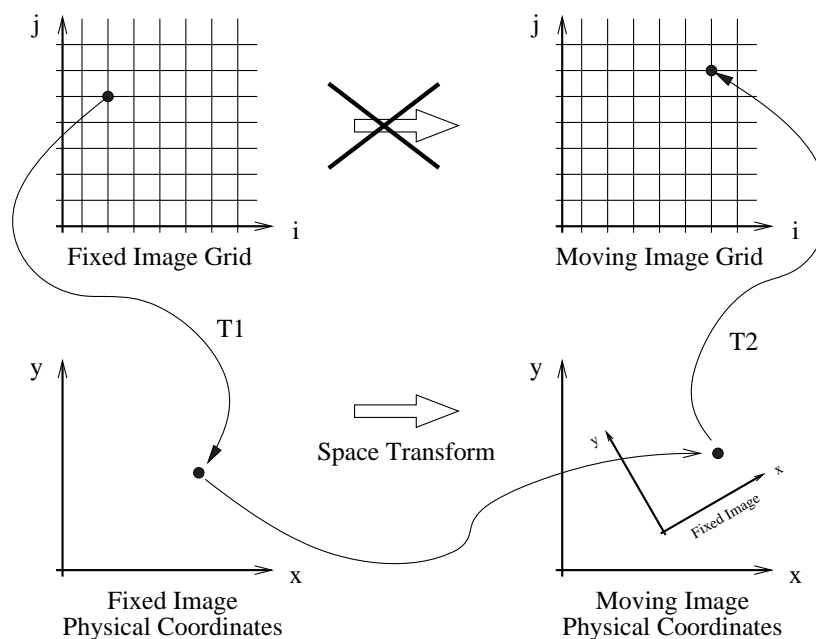 j
i
Fixed Image Grid
j
i
Moving Image Grid
T1
T2
y
x
Fixed Image
Physical Coordinates
Space Transform
y
x
y
x
Fixed Image
Moving Image
Physical Coordinates